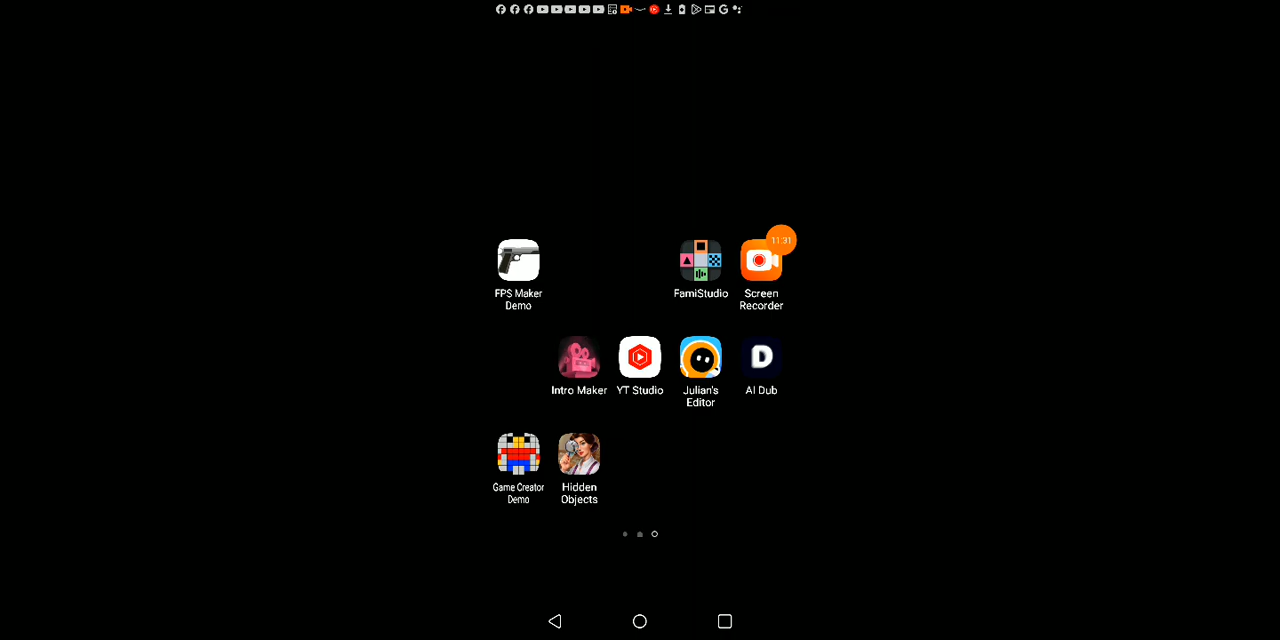 11:31
FPS Maker
Demo
FamiStudio
Screen
Recorder
Intro Maker
YT Studio
Julian's
Editor
D
AI Dub
Game Creator
Demo
Hidden
Objects